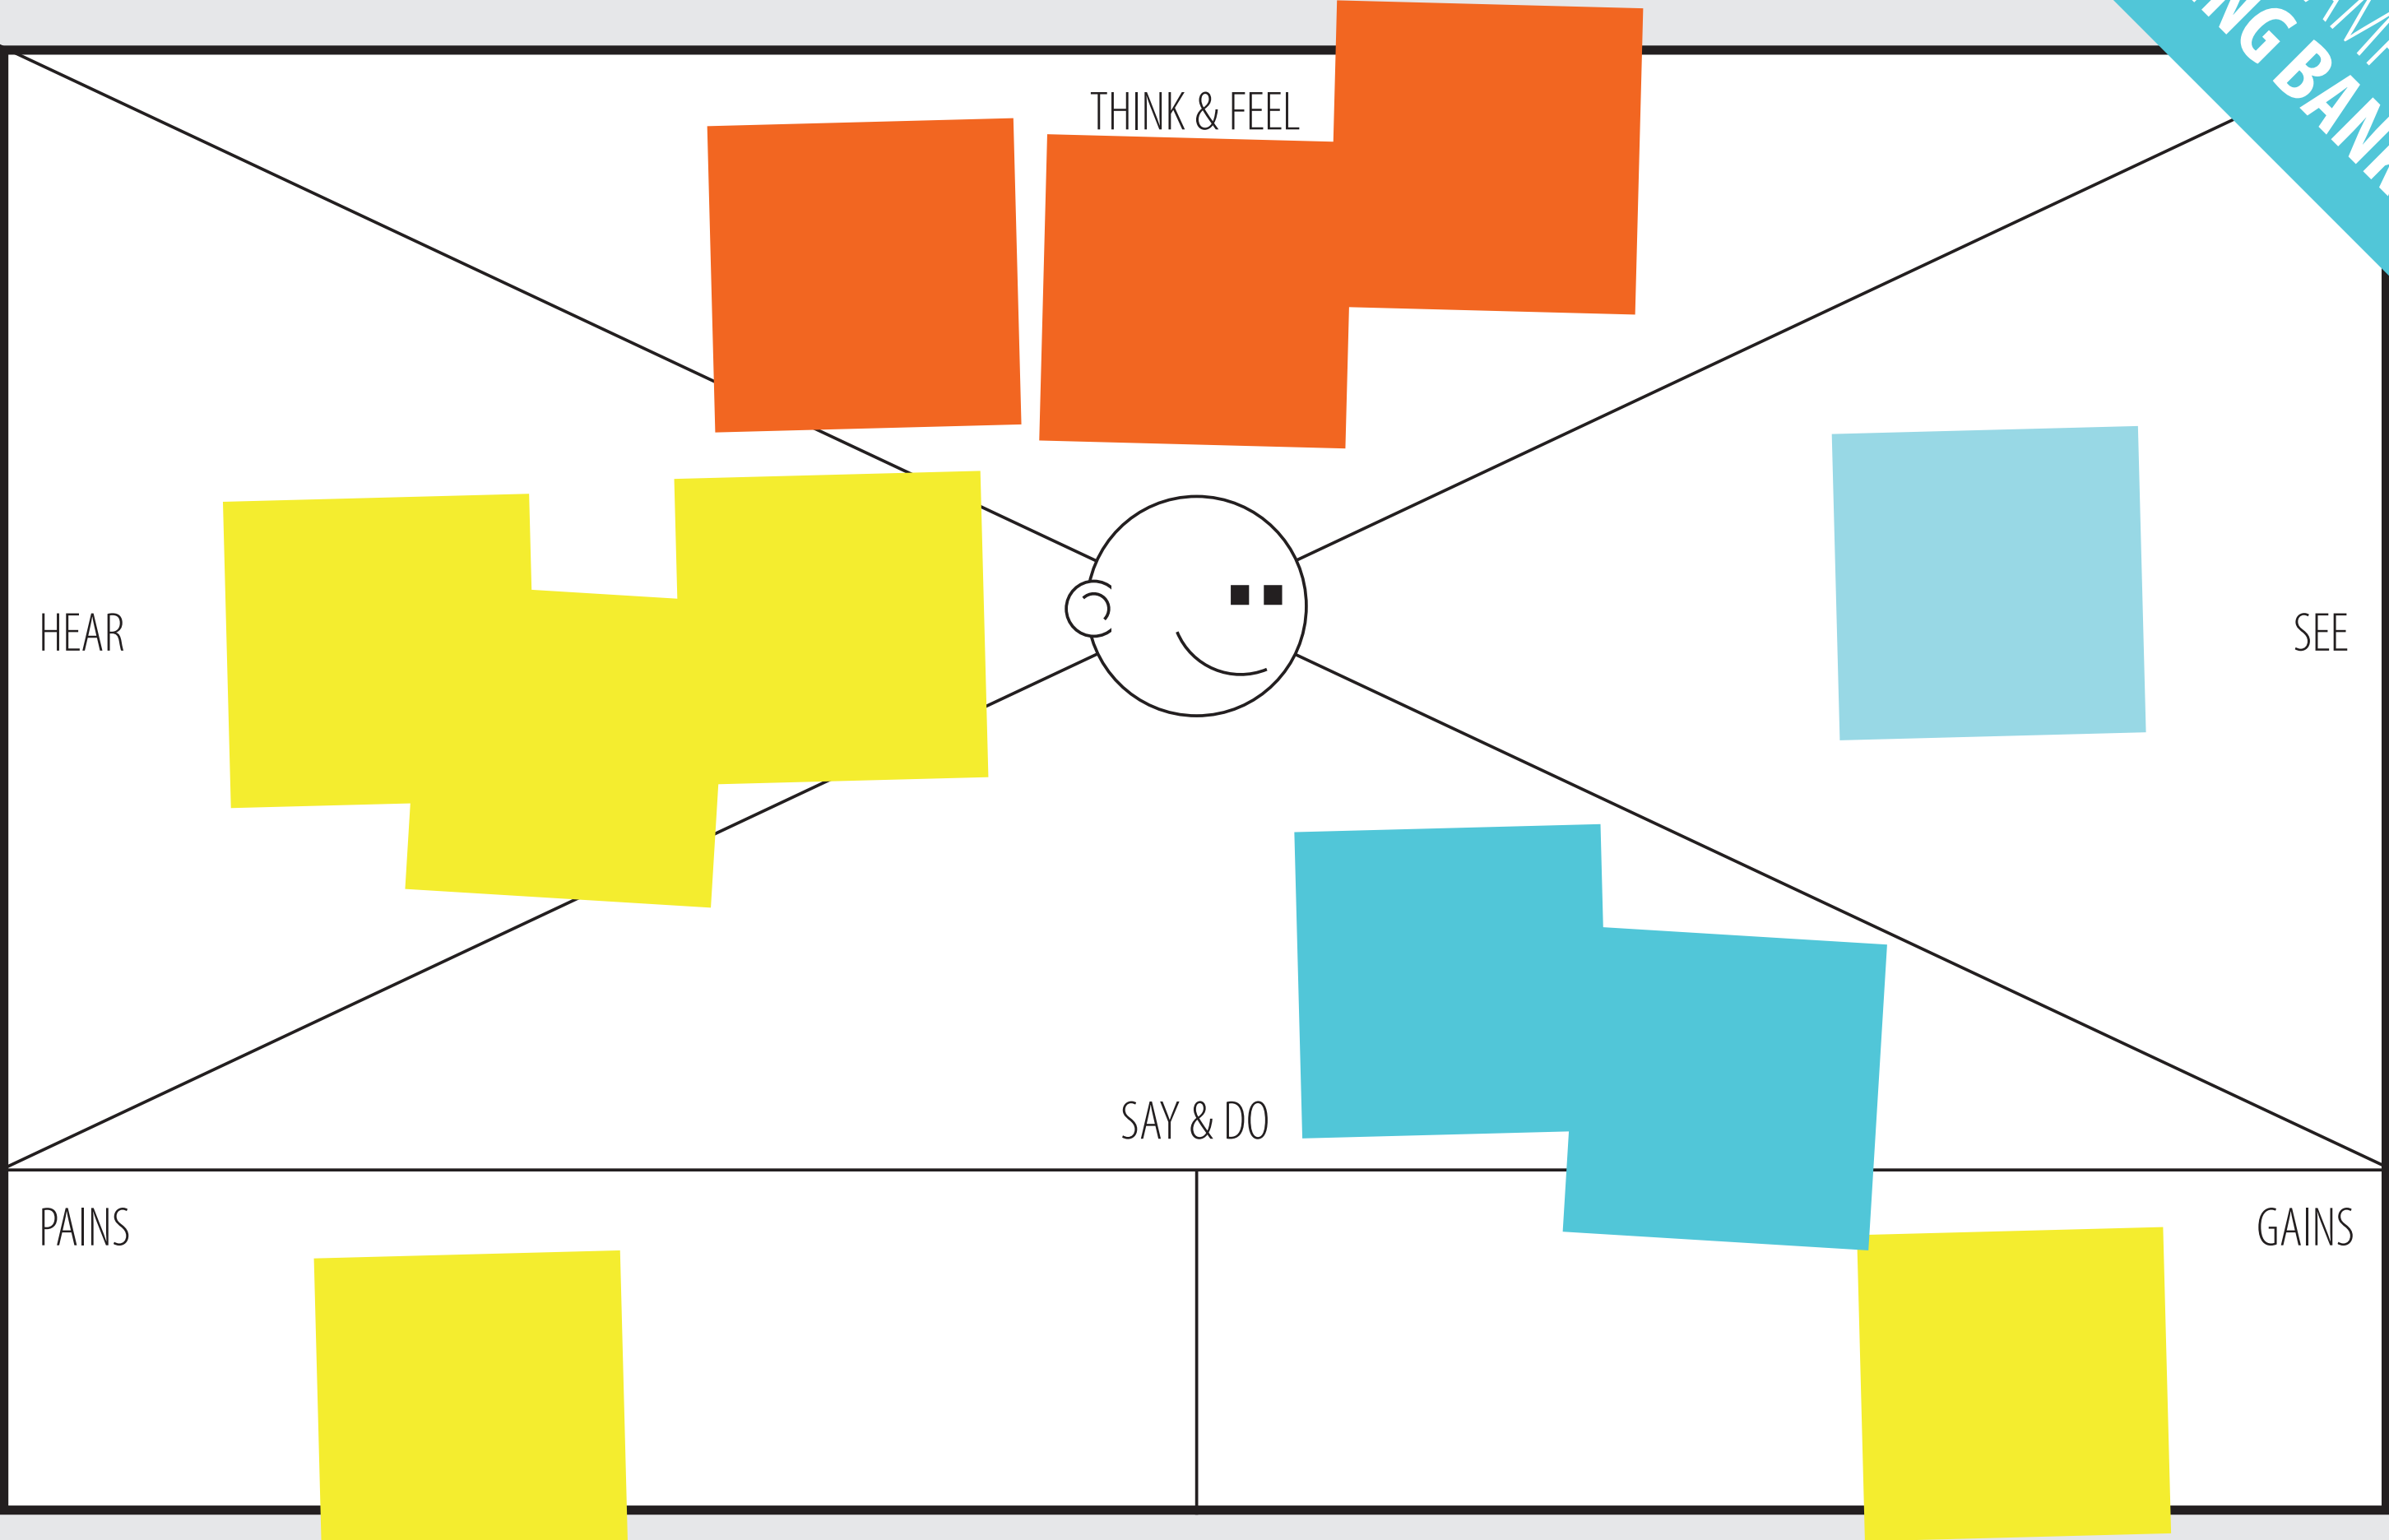 THINK & FEEL
HEAR
SEE
SAY & DO
PAINS
GAINS